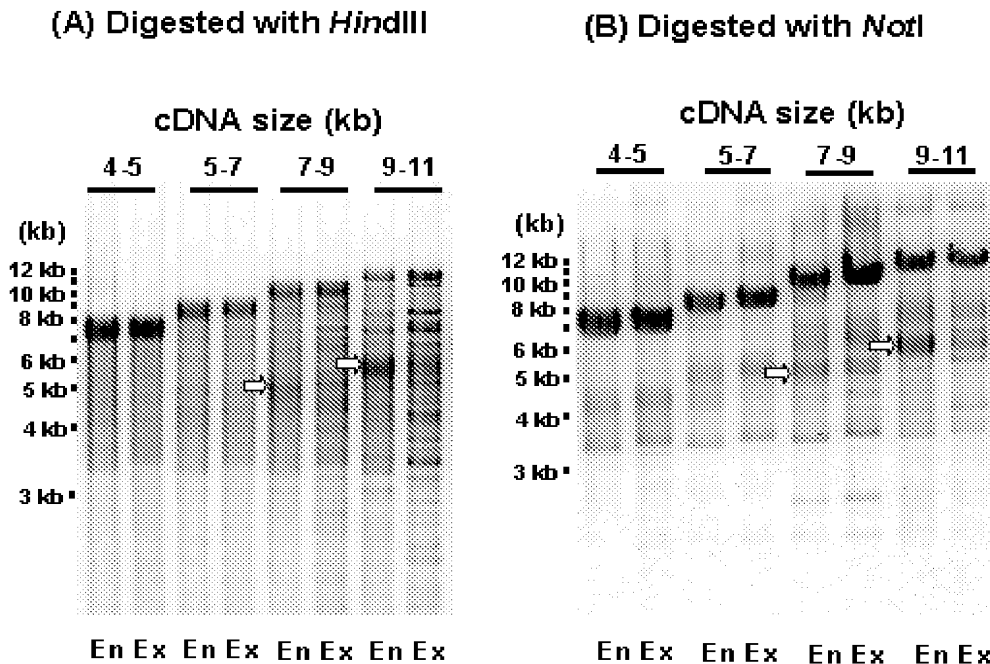 (A) Digested with HindIII
cDNA size (kb)
4-5 5-7 7-9 9-11
(kb)
12 kb
10 kb
8 kb
6 kb
5 kb
4 kb
3 kb
En Ex En Ex En Ex En Ex
(B) Digested with NotI
cDNA size (kb)
4-5 5-7 7-9 9-11
(kb)
12 kb
10 kb
8 kb
6 kb
5 kb
4 kb
3 kb
En Ex En Ex En Ex En Ex